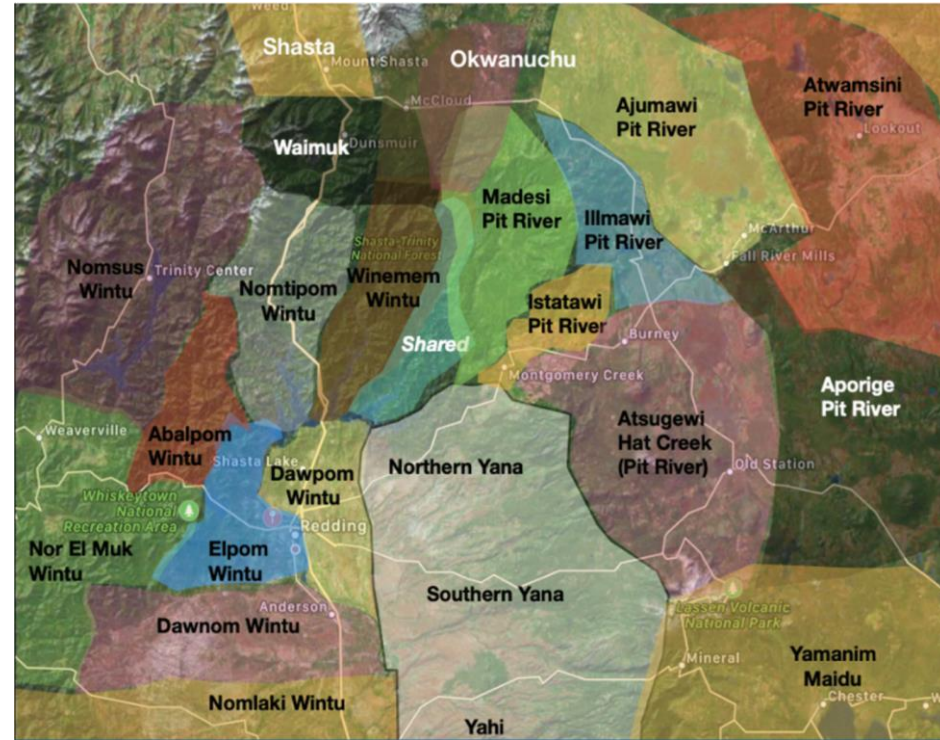 Weed
Shasta
Mount Shasta
Okwanuchu
Atwamsini
Pit River
Ajumawi
Pit River
McCloud
Lookout
Waimuk
Dunsmuir
Madesi
Pit River
Illmawi
Pit River
McArthur
Fall River Mills
Shasta-Trinity
National Forest
Nomsus
Wintu
Trinity Center
Nomtipom
Wintu
Winemem
Wintu
Istatawi
Pit River
Burney
Shared
Montgomery Creek
Aporige
Pit River
Weaverville
Abalpom
Wintu
Atsugewi
Hat Creek
(Pit River)
Shasta Lake
Dawpom
Wintu
Northern Yana
Old Station
Whiskeytown
National
Recreation Area
Redding
Nor El Muk
Wintu
Elpom
Wintu
Southern Yana
Anderson
Lassen Volcanic
National Park
Dawnom Wintu
Mineral
Yamanim
Maidu
Chester
W
Nomlaki Wintu
Yahi